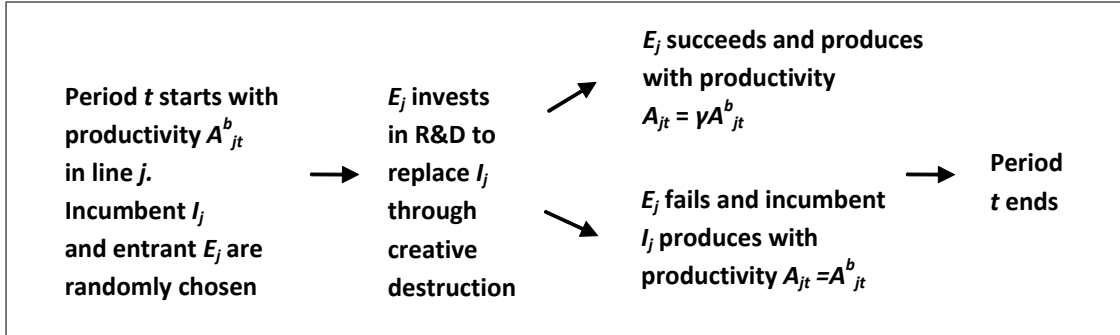 Period t starts with
productivity A^b_jt
in line j.
Incumbent I_j
and entrant E_j are
randomly chosen
E_j invests
in R&D to
replace I_j
through
creative
destruction
E_j succeeds and produces
with productivity
A_jt = γA^b_jt
E_j fails and incumbent
I_j produces with
productivity A_jt =A^b_jt
Period
t ends